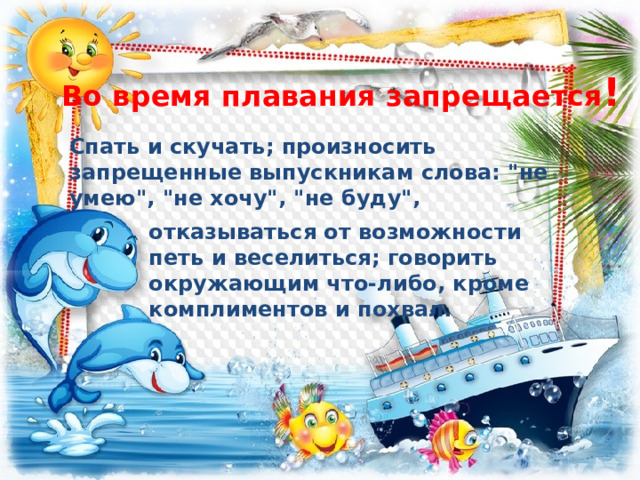 Во время плавания запрещается!
Спать и скучать; произносить
запрещенные выпускникам слова: "не
умею", "не хочу", "не буду",
отказываться от возможности
петь и веселиться; говорить
окружающим что-либо, кроме
комплиментов и похвал.